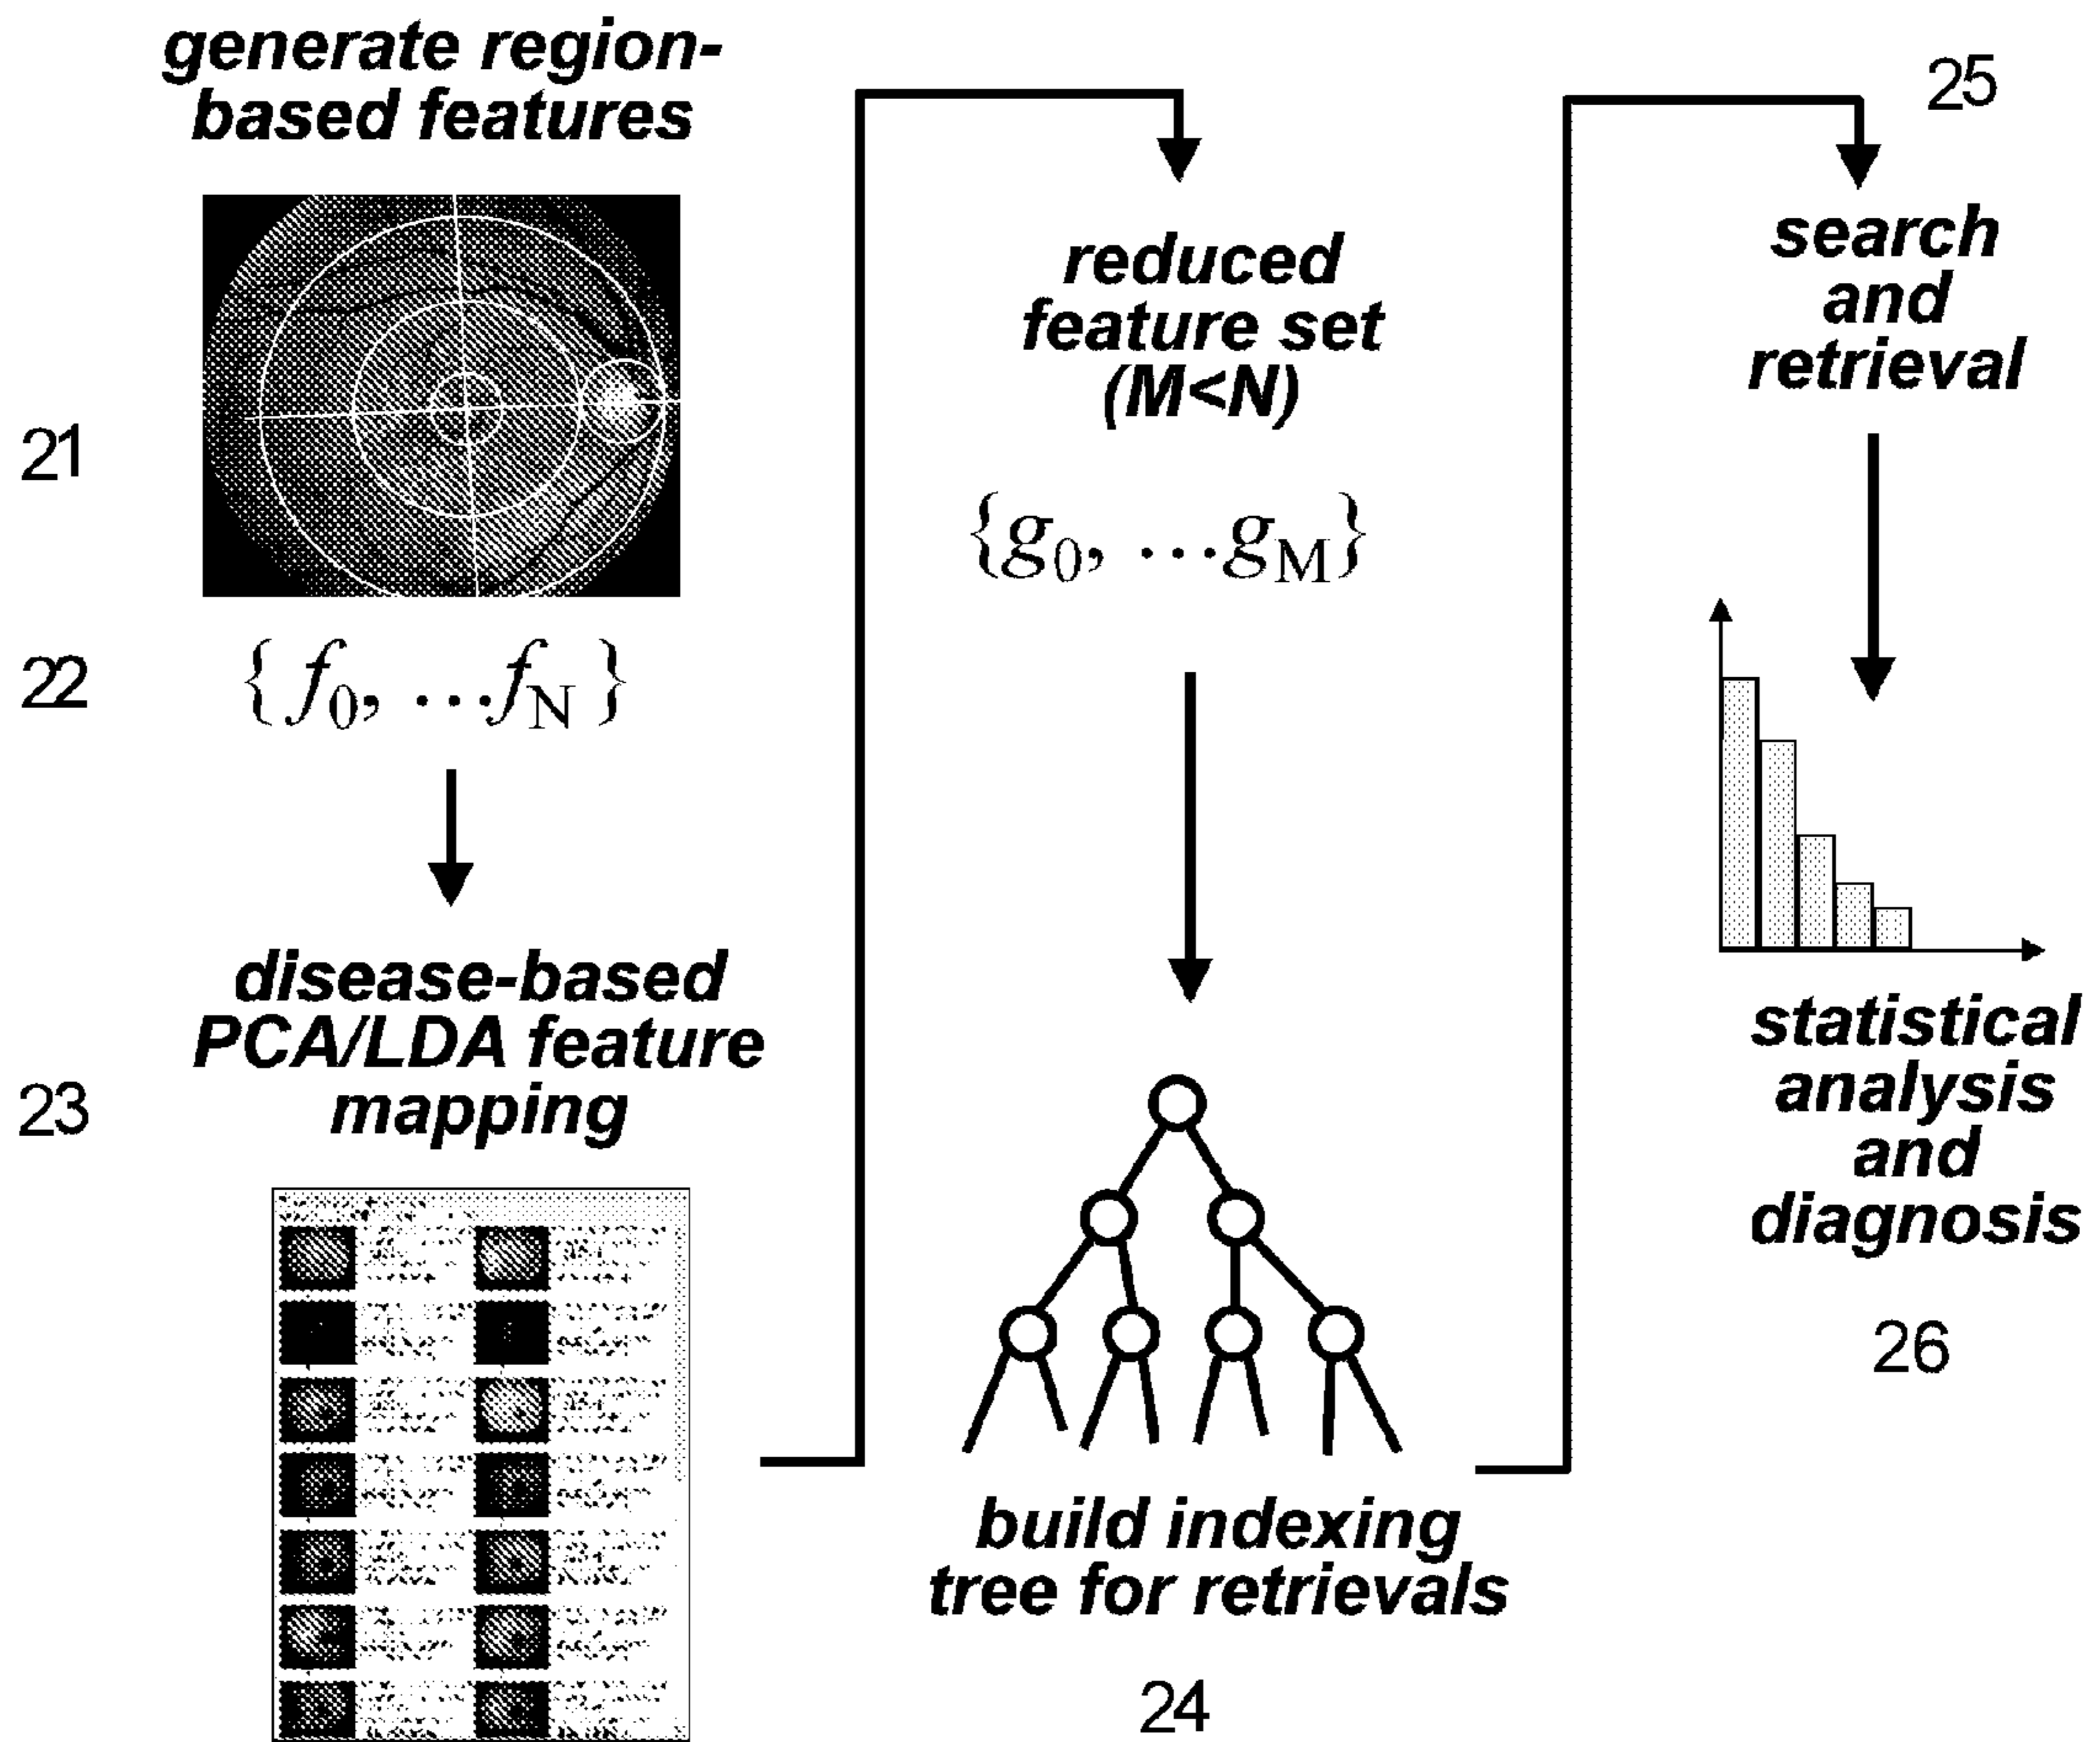 generate region-
based features
21
22
{ f0, ...fN }
disease-based
PCA/LDA feature
mapping
23
reduced
feature set
(M<N)
{g0, ...gM}
build indexing
tree for retrievals
24
25
search
and
retrieval
statistical
analysis
and
diagnosis
26